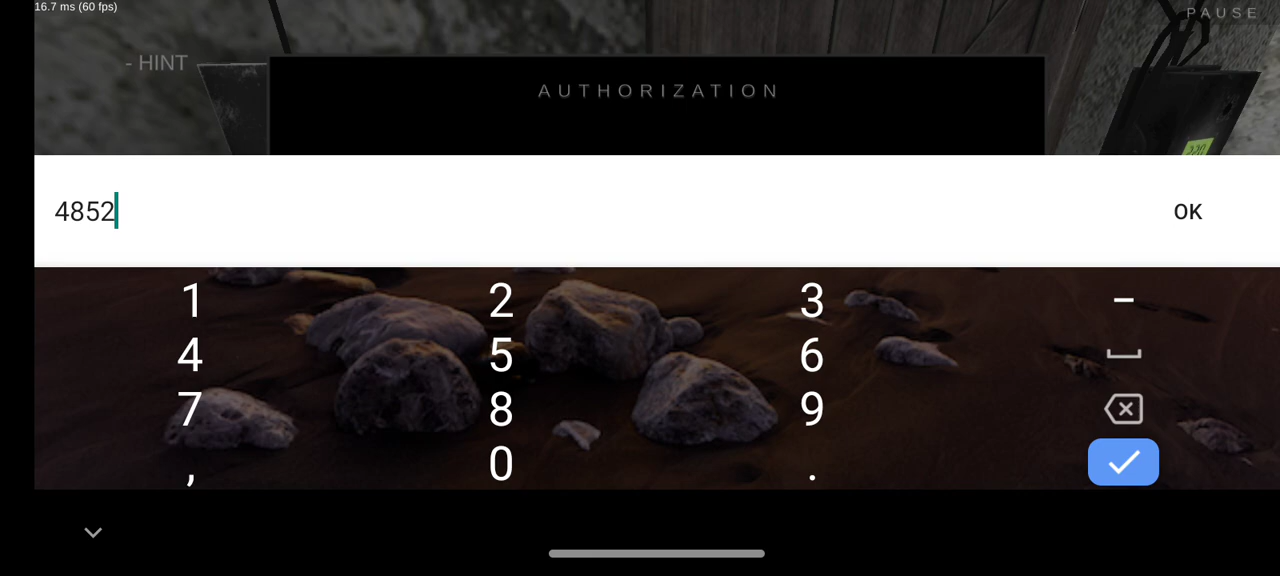 16.7 ms (60 fps)
PAUSE
- HINT
AUTHORIZATION
220
4852
OK
1 2 3 –
4 5 6
7 8 9
, 0 .